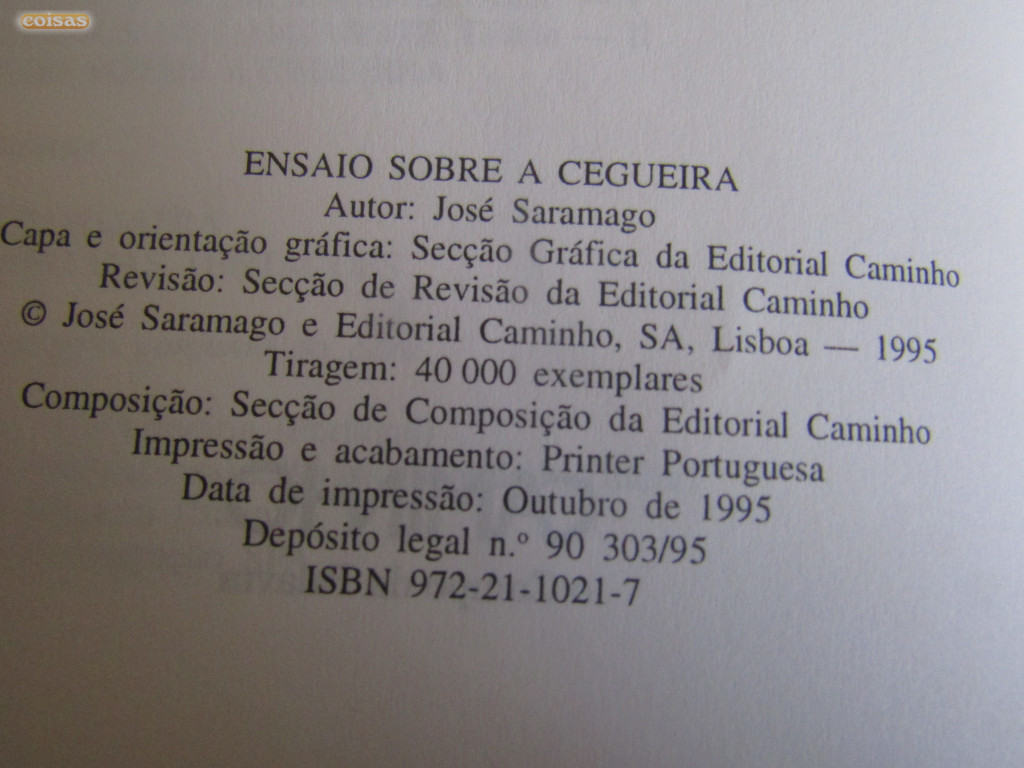 coisas
ENSAIO SOBRE A CEGUEIRA
Autor: José Saramago
Capa e orientação gráfica: Secção Gráfica da Editorial Caminho
Revisão: Secção de Revisão da Editorial Caminho
© José Saramago e Editorial Caminho, SA, Lisboa — 1995
Tiragem: 40 000 exemplares
Composição: Secção de Composição da Editorial Caminho
Impressão e acabamento: Printer Portuguesa
Data de impressão: Outubro de 1995
Depósito legal n.º 90 303/95
ISBN 972-21-1021-7